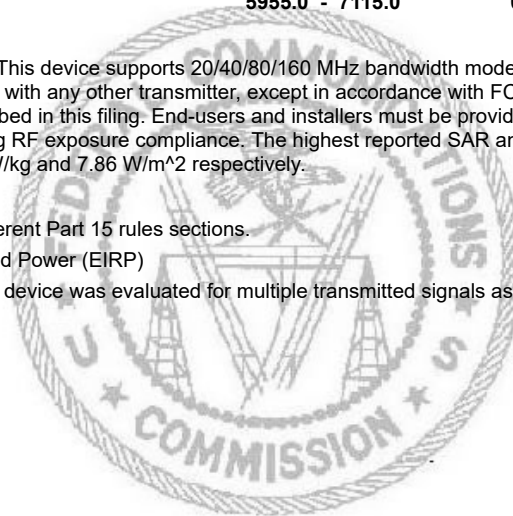 5955.0 - 7115.0
This device supports 20/40/80/160 MHz bandwidth mode
with any other transmitter, except in accordance with FC
bed in this filing. End-users and installers must be provid
g RF exposure compliance. The highest reported SAR an
/kg and 7.86 W/m^2 respectively.
erent Part 15 rules sections.
d Power (EIRP)
device was evaluated for multiple transmitted signals as
FEDERAL COMMUNICATIONS
COMMISSION
U S